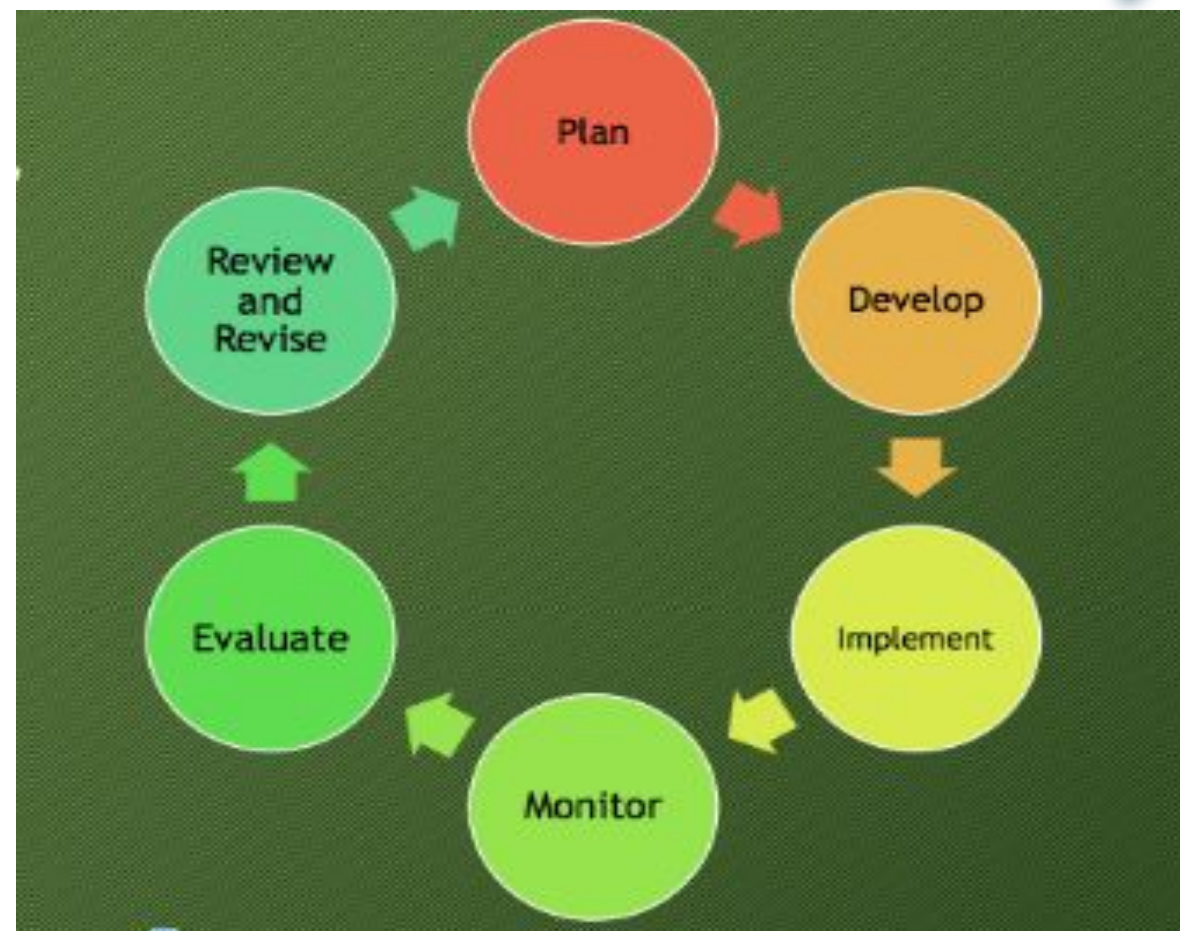 Plan
Develop
Implement
Monitor
Evaluate
Review
and
Revise